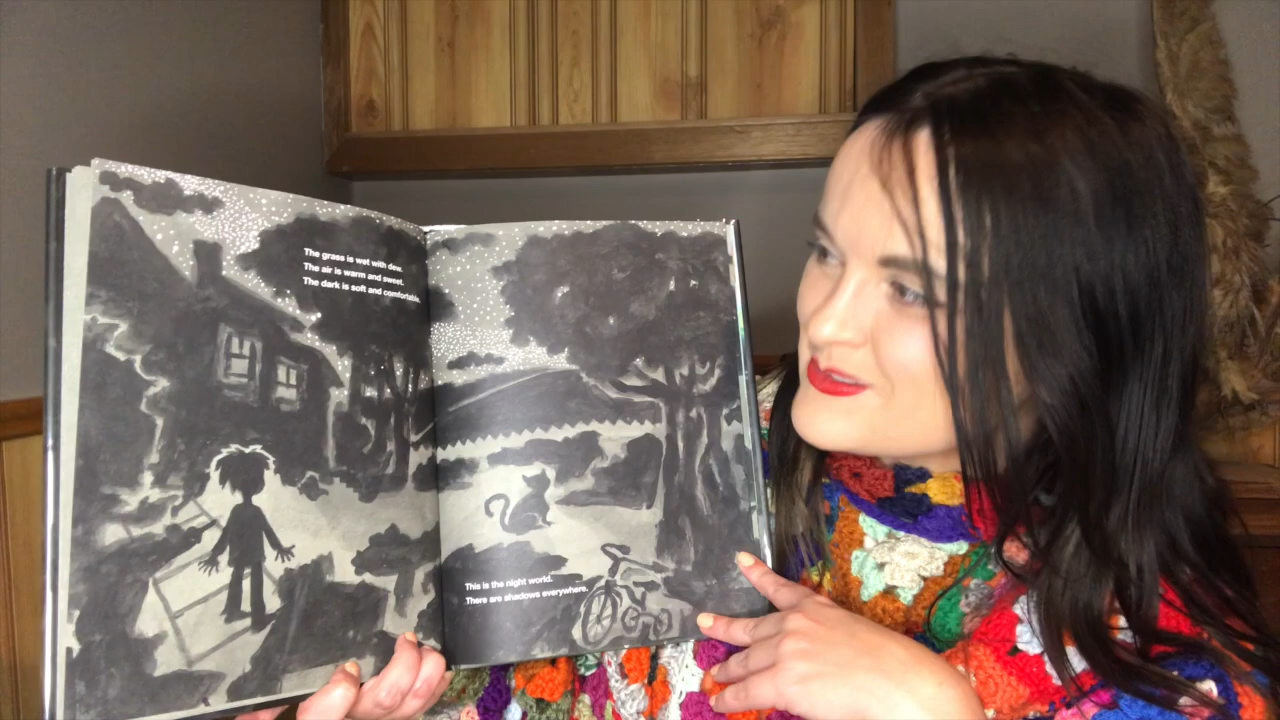 The grass is wet with dew.
The air is warm and sweet.
The dark is soft and comfortable.
This is the night world.
There are shadows everywhere.